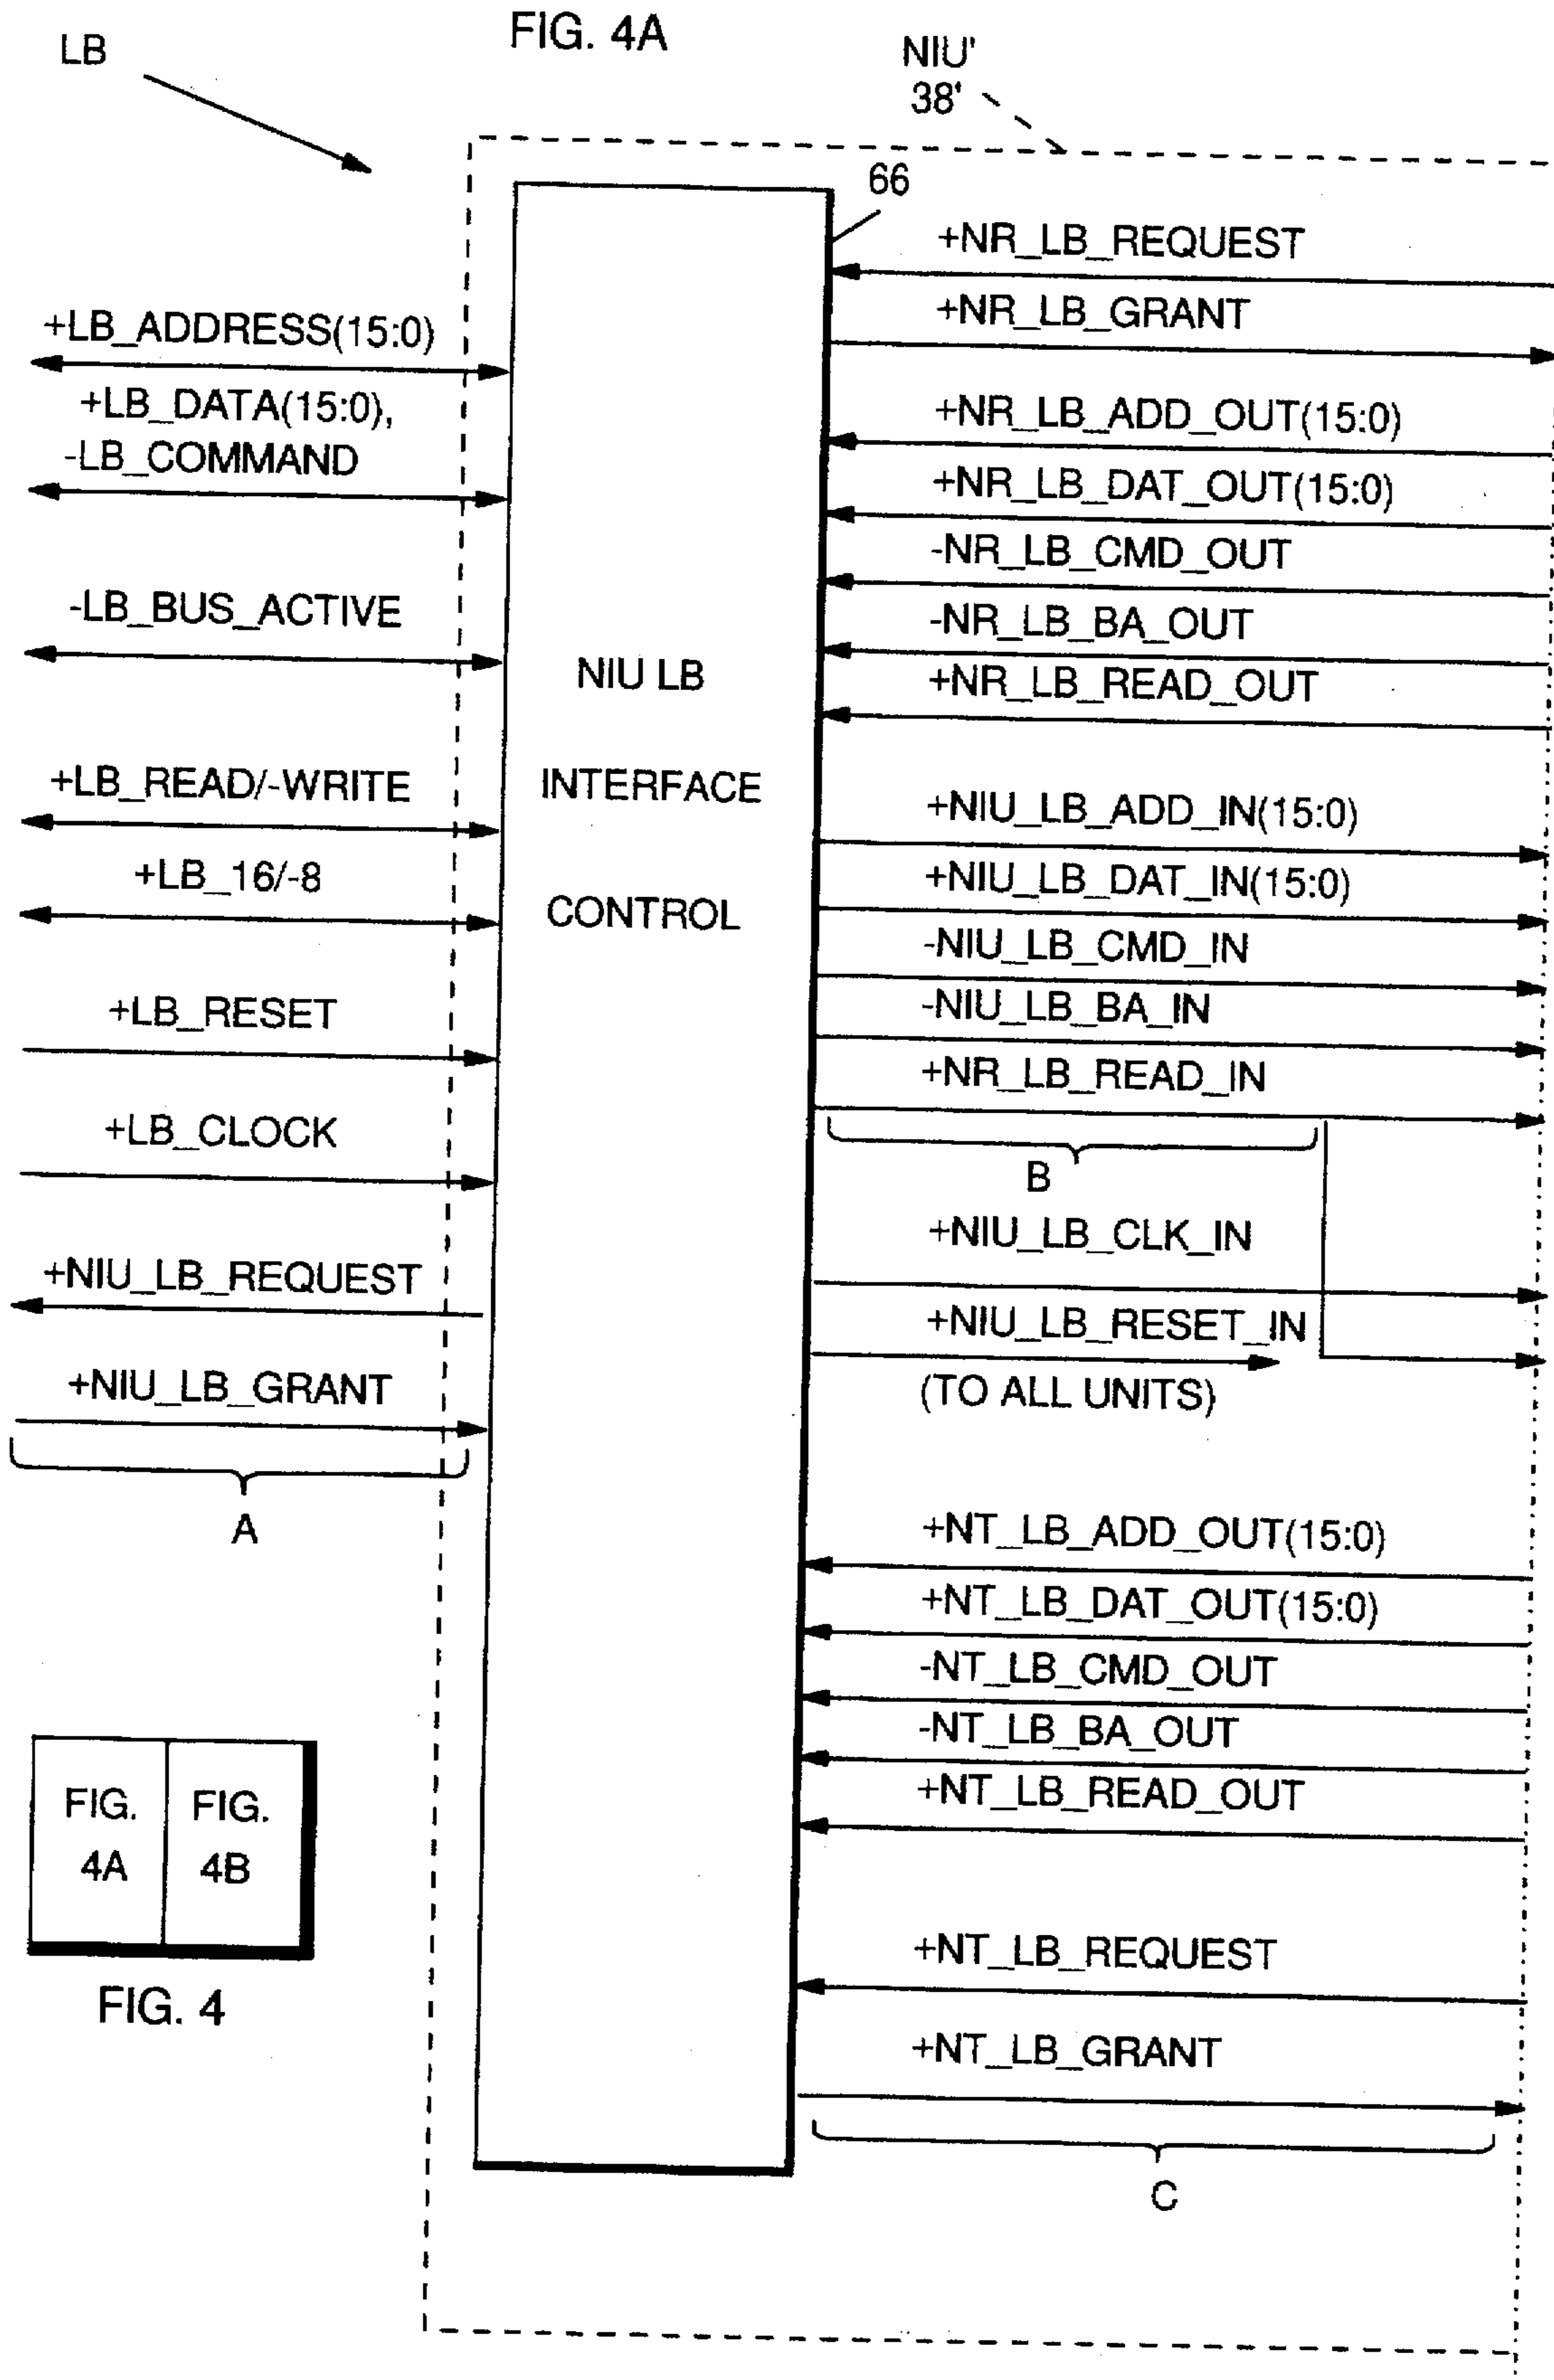 FIG. 4A
LB
NIU'
38'
66
+LB_ADDRESS(15:0)
+LB_DATA(15:0),
-LB_COMMAND
-LB_BUS_ACTIVE
+LB_READ/-WRITE
+LB_16/-8
+LB_RESET
+LB_CLOCK
+NIU_LB_REQUEST
+NIU_LB_GRANT
A
NIU LB
INTERFACE
CONTROL
+NR_LB_REQUEST
+NR_LB_GRANT
+NR_LB_ADD_OUT(15:0)
+NR_LB_DAT_OUT(15:0)
-NR_LB_CMD_OUT
-NR_LB_BA_OUT
+NR_LB_READ_OUT
+NIU_LB_ADD_IN(15:0)
+NIU_LB_DAT_IN(15:0)
-NIU_LB_CMD_IN
-NIU_LB_BA_IN
+NR_LB_READ_IN
B
+NIU_LB_CLK_IN
+NIU_LB_RESET_IN
(TO ALL UNITS)
+NT_LB_ADD_OUT(15:0)
+NT_LB_DAT_OUT(15:0)
-NT_LB_CMD_OUT
-NT_LB_BA_OUT
+NT_LB_READ_OUT
+NT_LB_REQUEST
+NT_LB_GRANT
C
FIG.
4A
FIG.
4B
FIG. 4